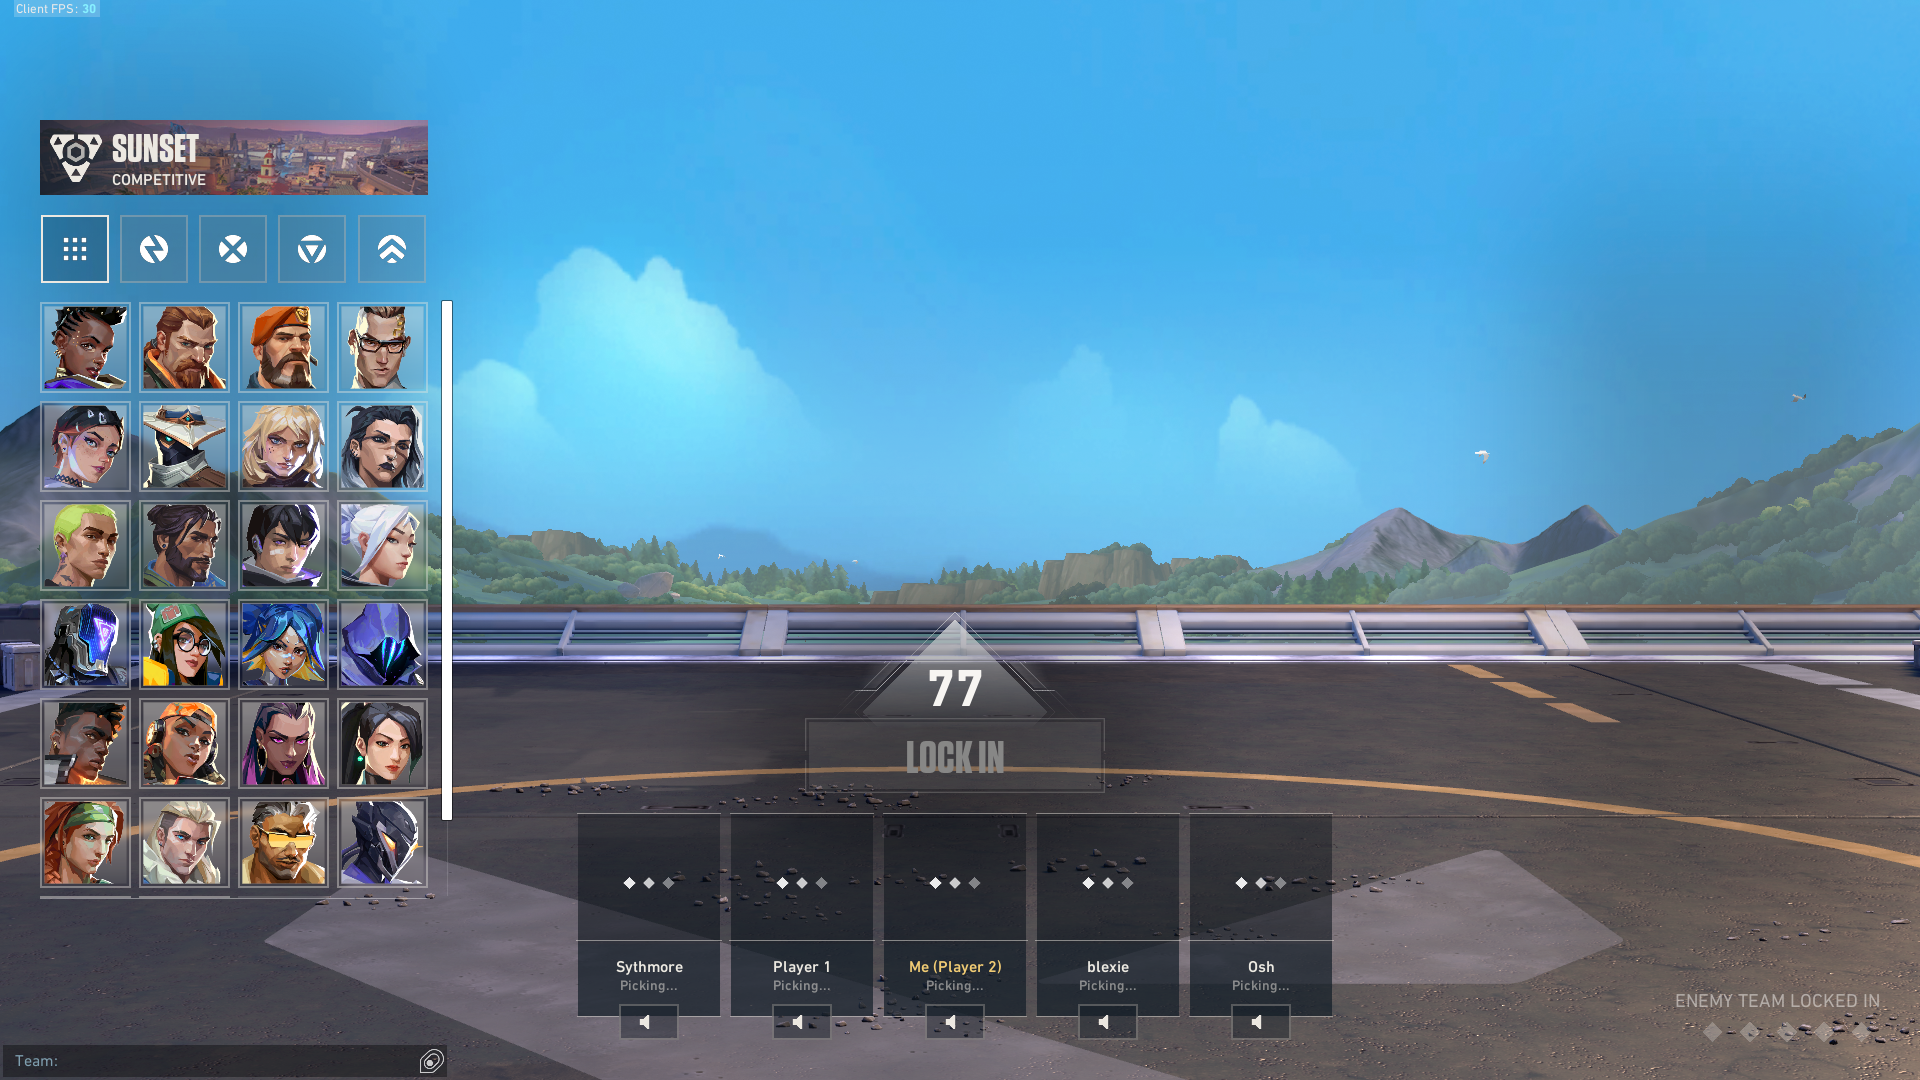 Client FPS: 30
SUNSET
COMPETITIVE
77
LOCK IN
Sythmore
Picking...
Player 1
Picking...
Me (Player 2)
Picking...
blexie
Picking...
Osh
Picking...
ENEMY TEAM LOCKED IN
Team: